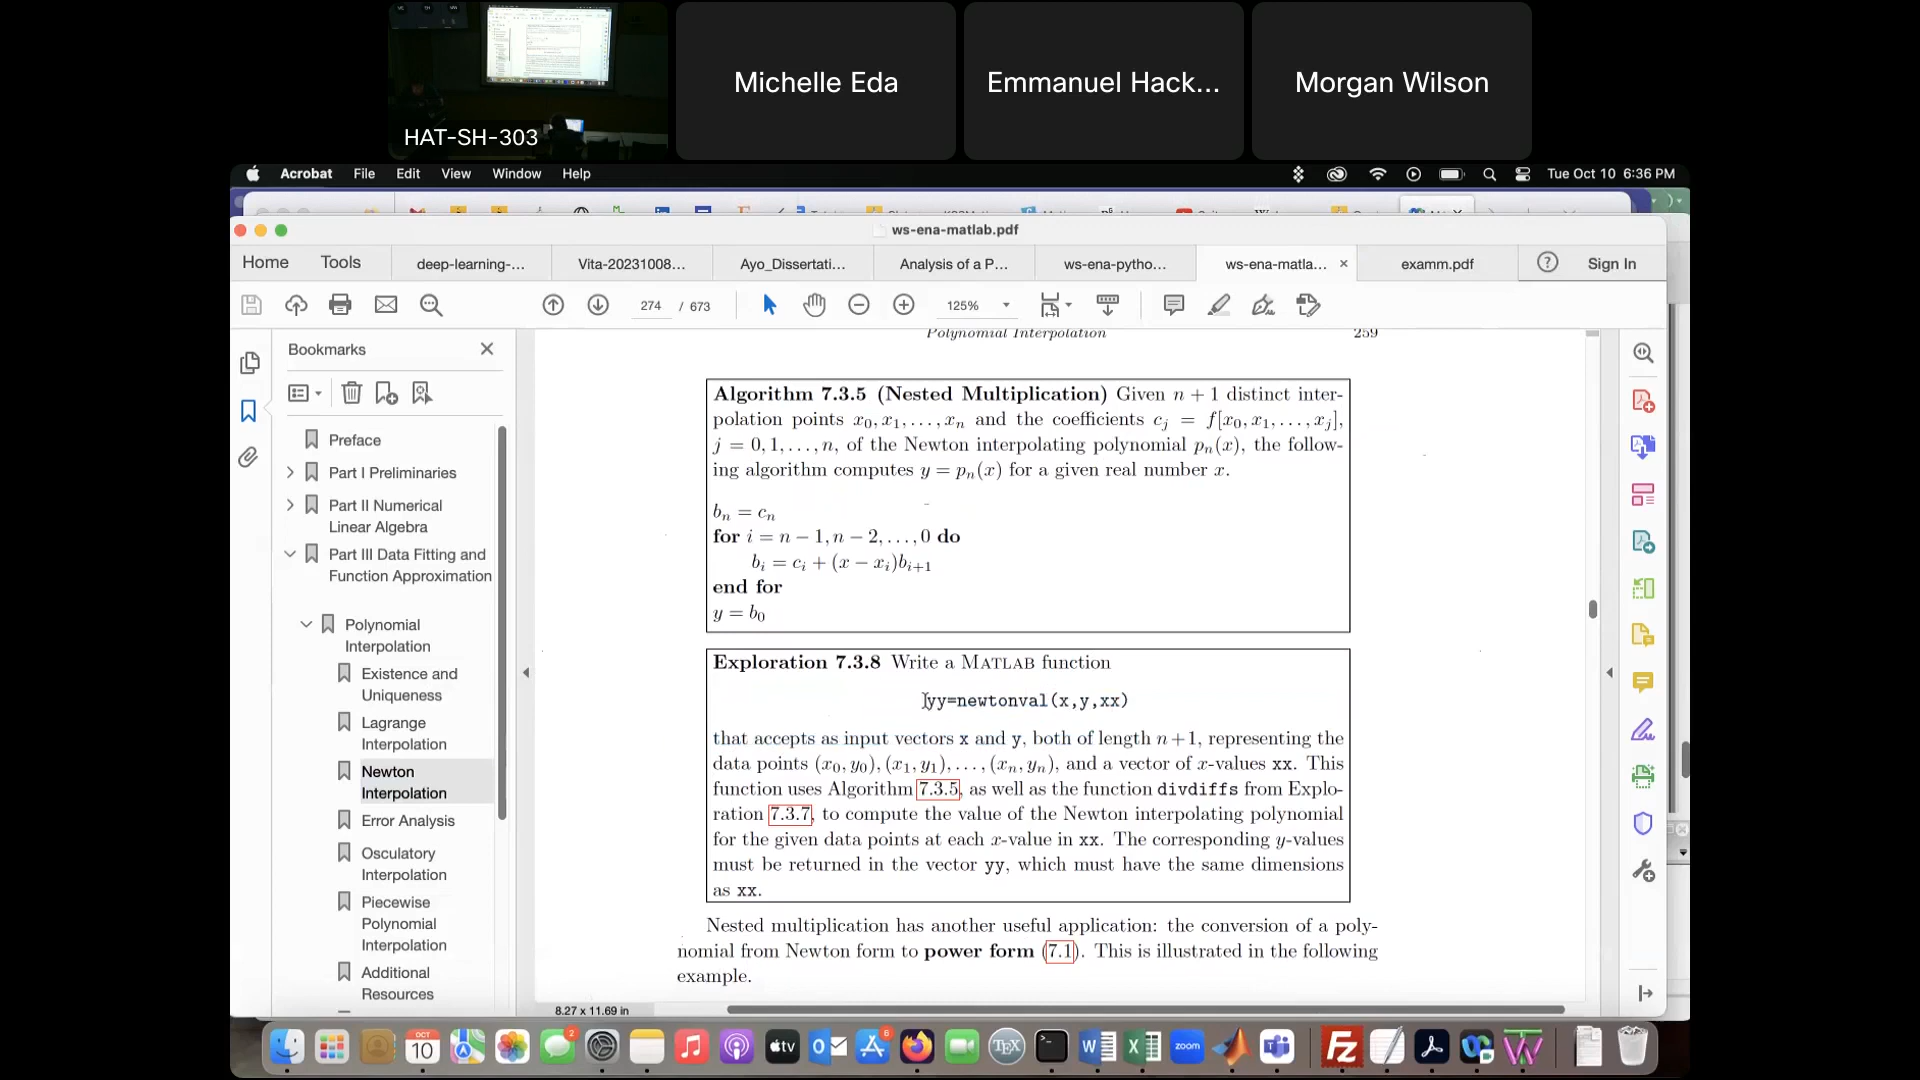 HAT-SH-303
Michelle Eda
Emmanuel Hack...
Morgan Wilson
Acrobat File Edit View Window Help
Tue Oct 10 6:36 PM
ws-ena-matlab.pdf
Home Tools
deep-learning-...
Vita-20231008...
Ayo_Dissertati...
Analysis of a P...
ws-ena-pytho...
ws-ena-matla... ×
examm.pdf
Sign In
274 / 673
125%
Bookmarks
Preface
Part I Preliminaries
Part II Numerical
Linear Algebra
Part III Data Fitting and
Function Approximation
Polynomial
Interpolation
Existence and
Uniqueness
Lagrange
Interpolation
Newton
Interpolation
Error Analysis
Osculatory
Interpolation
Piecewise
Polynomial
Interpolation
Additional
Resources
Polynomial Interpolation 259
Algorithm 7.3.5 (Nested Multiplication) Given n + 1 distinct inter-
polation points x₀, x₁, . . . , xₙ and the coefficients cⱼ = f[x₀, x₁, . . . , xⱼ],
j = 0, 1, . . . , n, of the Newton interpolating polynomial pₙ(x), the follow-
ing algorithm computes y = pₙ(x) for a given real number x.
bₙ = cₙ
for i = n − 1, n − 2, . . . , 0 do
bᵢ = cᵢ + (x − xᵢ)bᵢ₊₁
end for
y = b₀
Exploration 7.3.8 Write a MATLAB function
yy=newtonval(x,y,xx)
that accepts as input vectors x and y, both of length n+1, representing the
data points (x₀, y₀), (x₁, y₁), . . . , (xₙ, yₙ), and a vector of x-values xx. This
function uses Algorithm 7.3.5, as well as the function divdiffs from Explo-
ration 7.3.7, to compute the value of the Newton interpolating polynomial
for the given data points at each x-value in xx. The corresponding y-values
must be returned in the vector yy, which must have the same dimensions
as xx.
Nested multiplication has another useful application: the conversion of a poly-
nomial from Newton form to power form (7.1). This is illustrated in the following
example.
8.27 x 11.69 in
OCT
10
2
tv
6
TEX
zoom